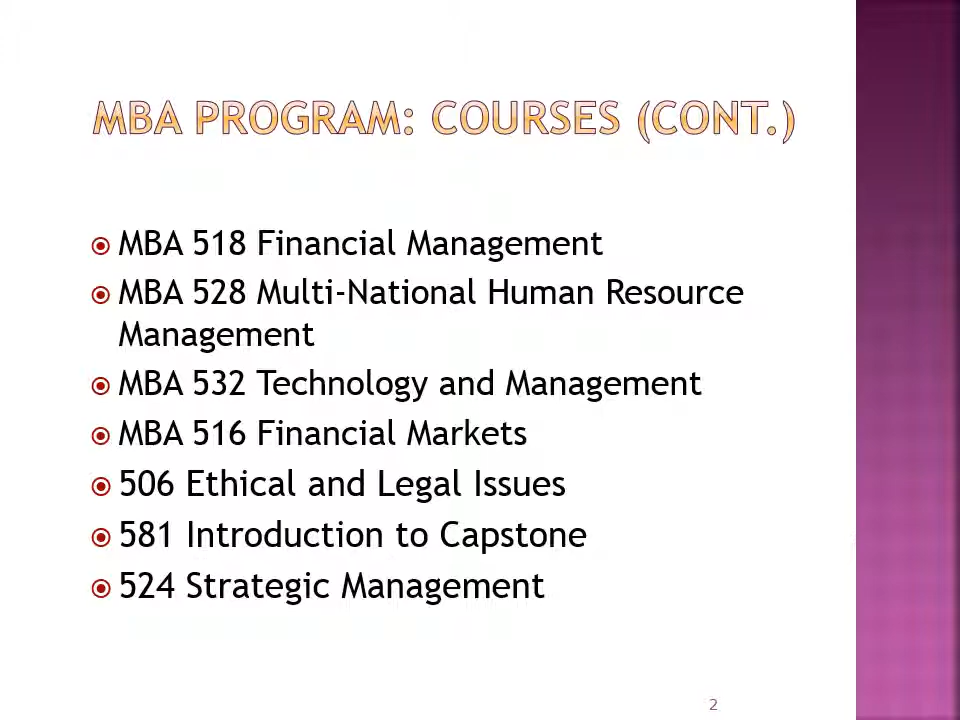 MBA PROGRAM: COURSES (CONT.)
MBA 518 Financial Management
MBA 528 Multi-National Human Resource
Management
MBA 532 Technology and Management
MBA 516 Financial Markets
506 Ethical and Legal Issues
581 Introduction to Capstone
524 Strategic Management
2